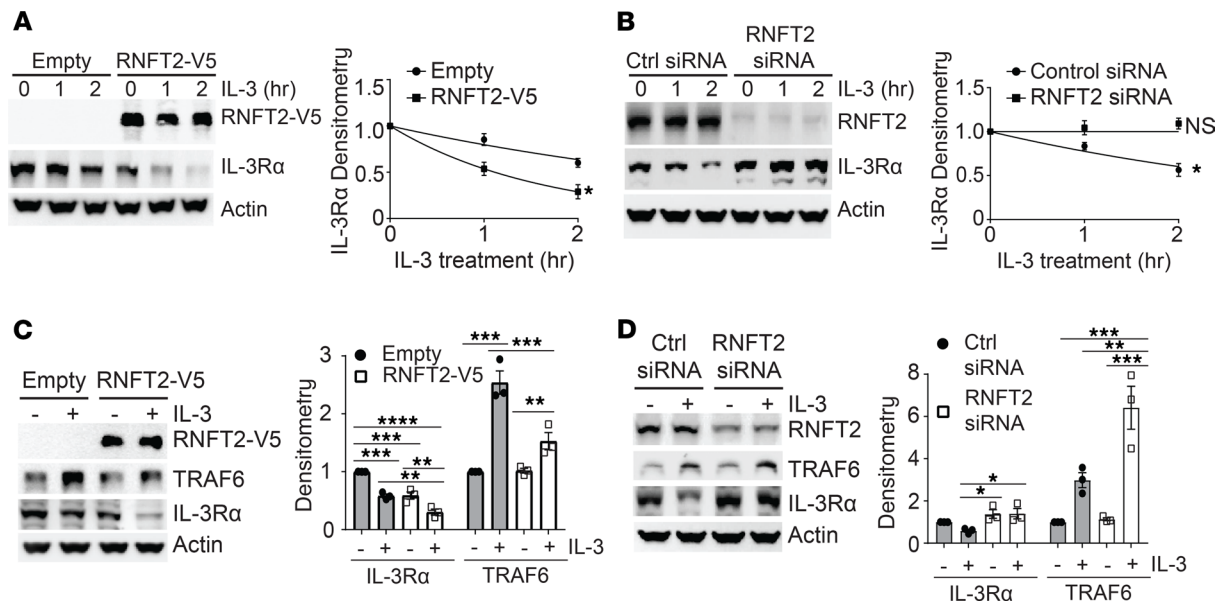 A
Empty RNFT2-V5
0 1 2 0 1 2 IL-3 (hr)
RNFT2-V5
IL-3Rα
Actin
IL-3Rα Densitometry
1.5
1.0
0.5
0
Empty
RNFT2-V5
*
0 1 2
IL-3 treatment (hr)
B
RNFT2
Ctrl siRNA siRNA
0 1 2 0 1 2 IL-3 (hr)
RNFT2
IL-3Rα
Actin
IL-3Rα Densitometry
1.5
1.0
0.5
0
Control siRNA
RNFT2 siRNA
NS
*
0 1 2
IL-3 treatment (hr)
C
Empty RNFT2-V5
- + - + IL-3
RNFT2-V5
TRAF6
IL-3Rα
Actin
Densitometry
3
2
1
0
Empty
RNFT2-V5
*** ***
**
****
***
*** **
**
- + - + - + - + IL-3
IL-3Rα TRAF6
D
Ctrl RNFT2
siRNA siRNA
- + - + IL-3
RNFT2
TRAF6
IL-3Rα
Actin
Densitometry
8
6
4
2
0
Ctrl
siRNA
RNFT2
siRNA
***
**
***
*
*
- + - + - + - + IL-3
IL-3Rα TRAF6